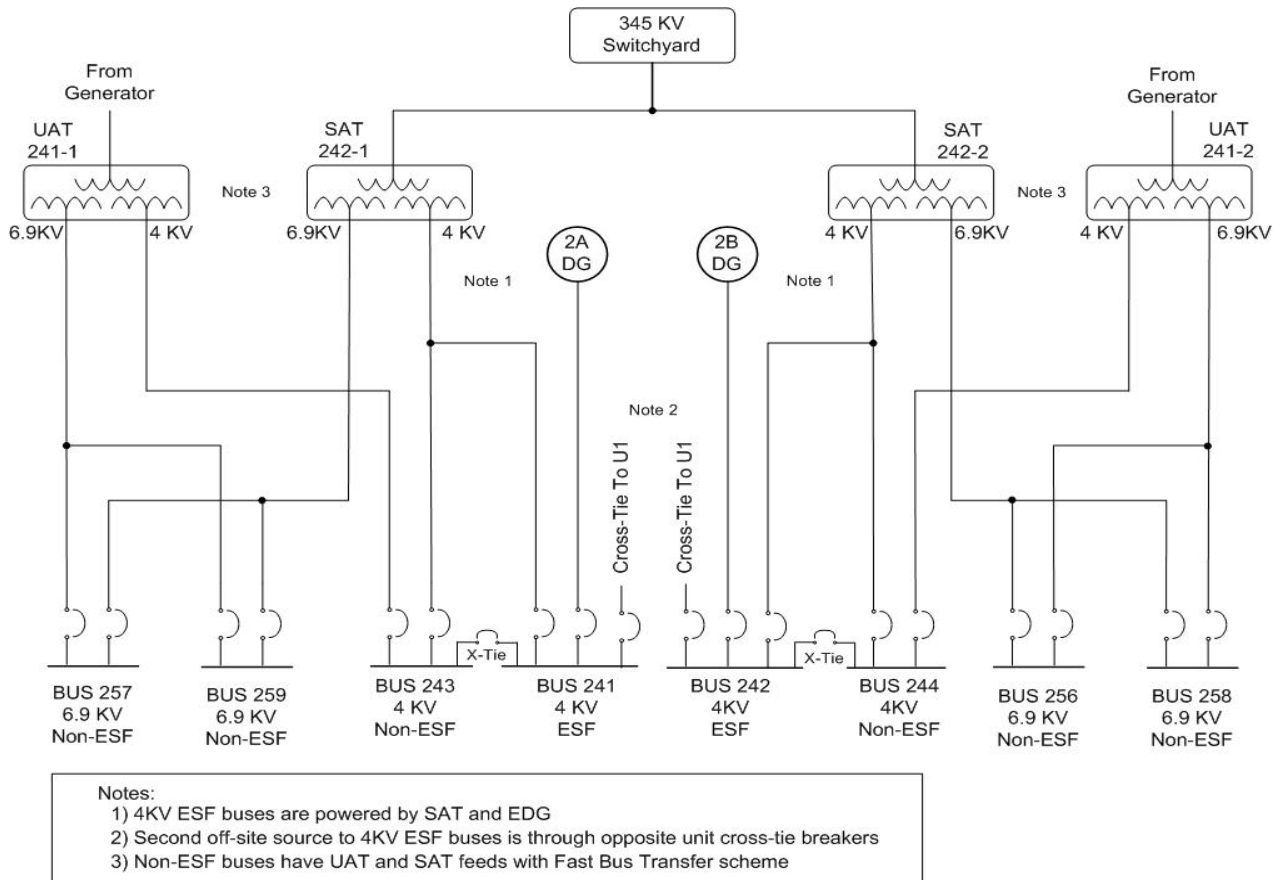 345 KV
Switchyard
From
Generator
From
Generator
UAT
241-1
SAT
242-1
SAT
242-2
UAT
241-2
Note 3
Note 3
6.9KV
4 KV
6.9KV
4 KV
4 KV
6.9KV
4 KV
6.9KV
2A
DG
2B
DG
Note 1
Note 1
Note 2
Cross-Tie To U1
Cross-Tie To U1
X-Tie
X-Tie
BUS 257
6.9 KV
Non-ESF
BUS 259
6.9 KV
Non-ESF
BUS 243
4 KV
Non-ESF
BUS 241
4 KV
ESF
BUS 242
4KV
ESF
BUS 244
4KV
Non-ESF
BUS 256
6.9 KV
Non-ESF
BUS 258
6.9 KV
Non-ESF
Notes:
1) 4KV ESF buses are powered by SAT and EDG
2) Second off-site source to 4KV ESF buses is through opposite unit cross-tie breakers
3) Non-ESF buses have UAT and SAT feeds with Fast Bus Transfer scheme